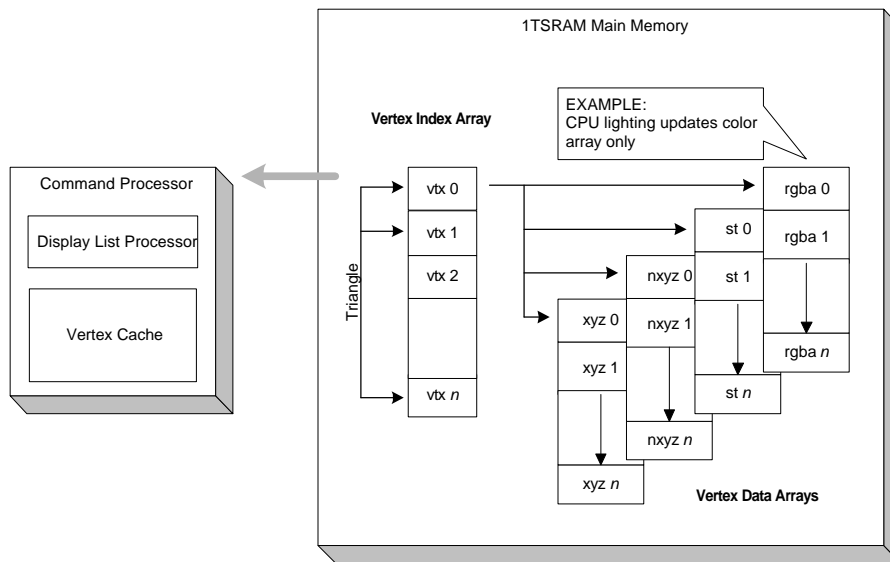 1TSRAM Main Memory
EXAMPLE:
CPU lighting updates color
array only
Vertex Index Array
Command Processor
Display List Processor
Vertex Cache
Triangle
vtx 0
vtx 1
vtx 2
vtx n
rgba 0
rgba 1
rgba n
st 0
st 1
st n
nxyz 0
nxyz 1
nxyz n
xyz 0
xyz 1
xyz n
Vertex Data Arrays